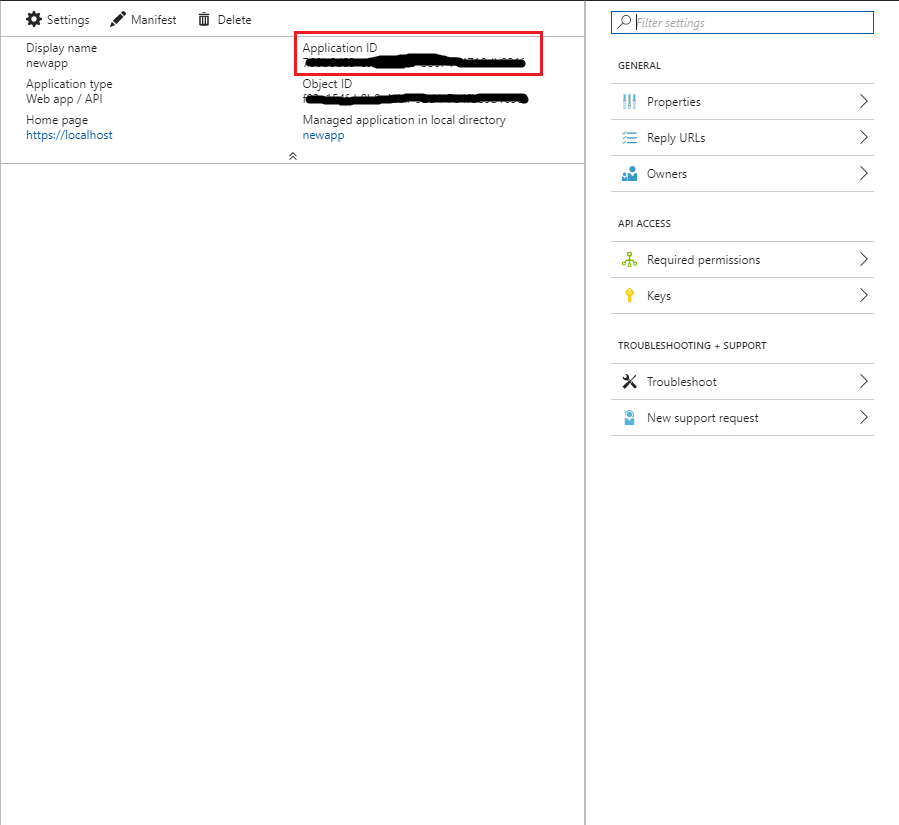 Settings Manifest Delete
Display name
newapp
Application type
Web app / API
Home page
https://localhost
Application ID
Object ID
Managed application in local directory
newapp
Filter settings
GENERAL
Properties
Reply URLs
Owners
API ACCESS
Required permissions
Keys
TROUBLESHOOTING + SUPPORT
Troubleshoot
New support request